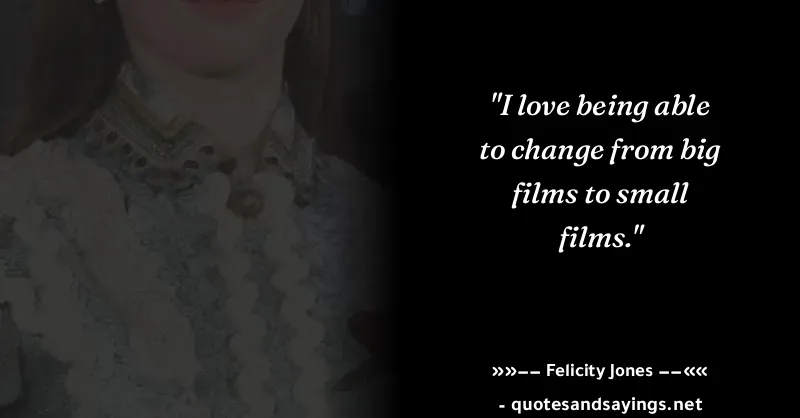 "I love being able
to change from big
films to small
films."
»»–– Felicity Jones ––««
- quotesandsayings.net